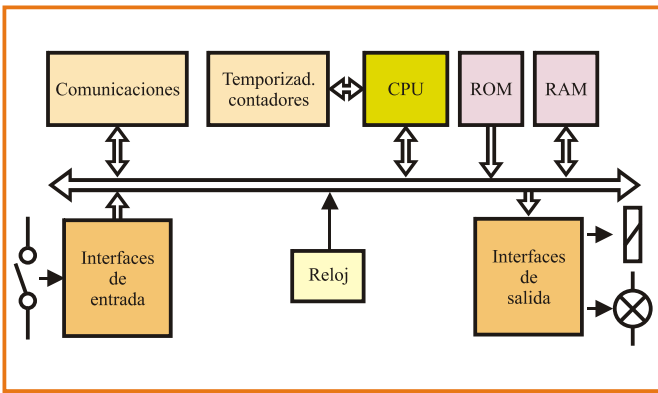 Comunicaciones
Temporizad.
contadores
CPU
ROM
RAM
Interfaces
de
entrada
Reloj
Interfaces
de
salida